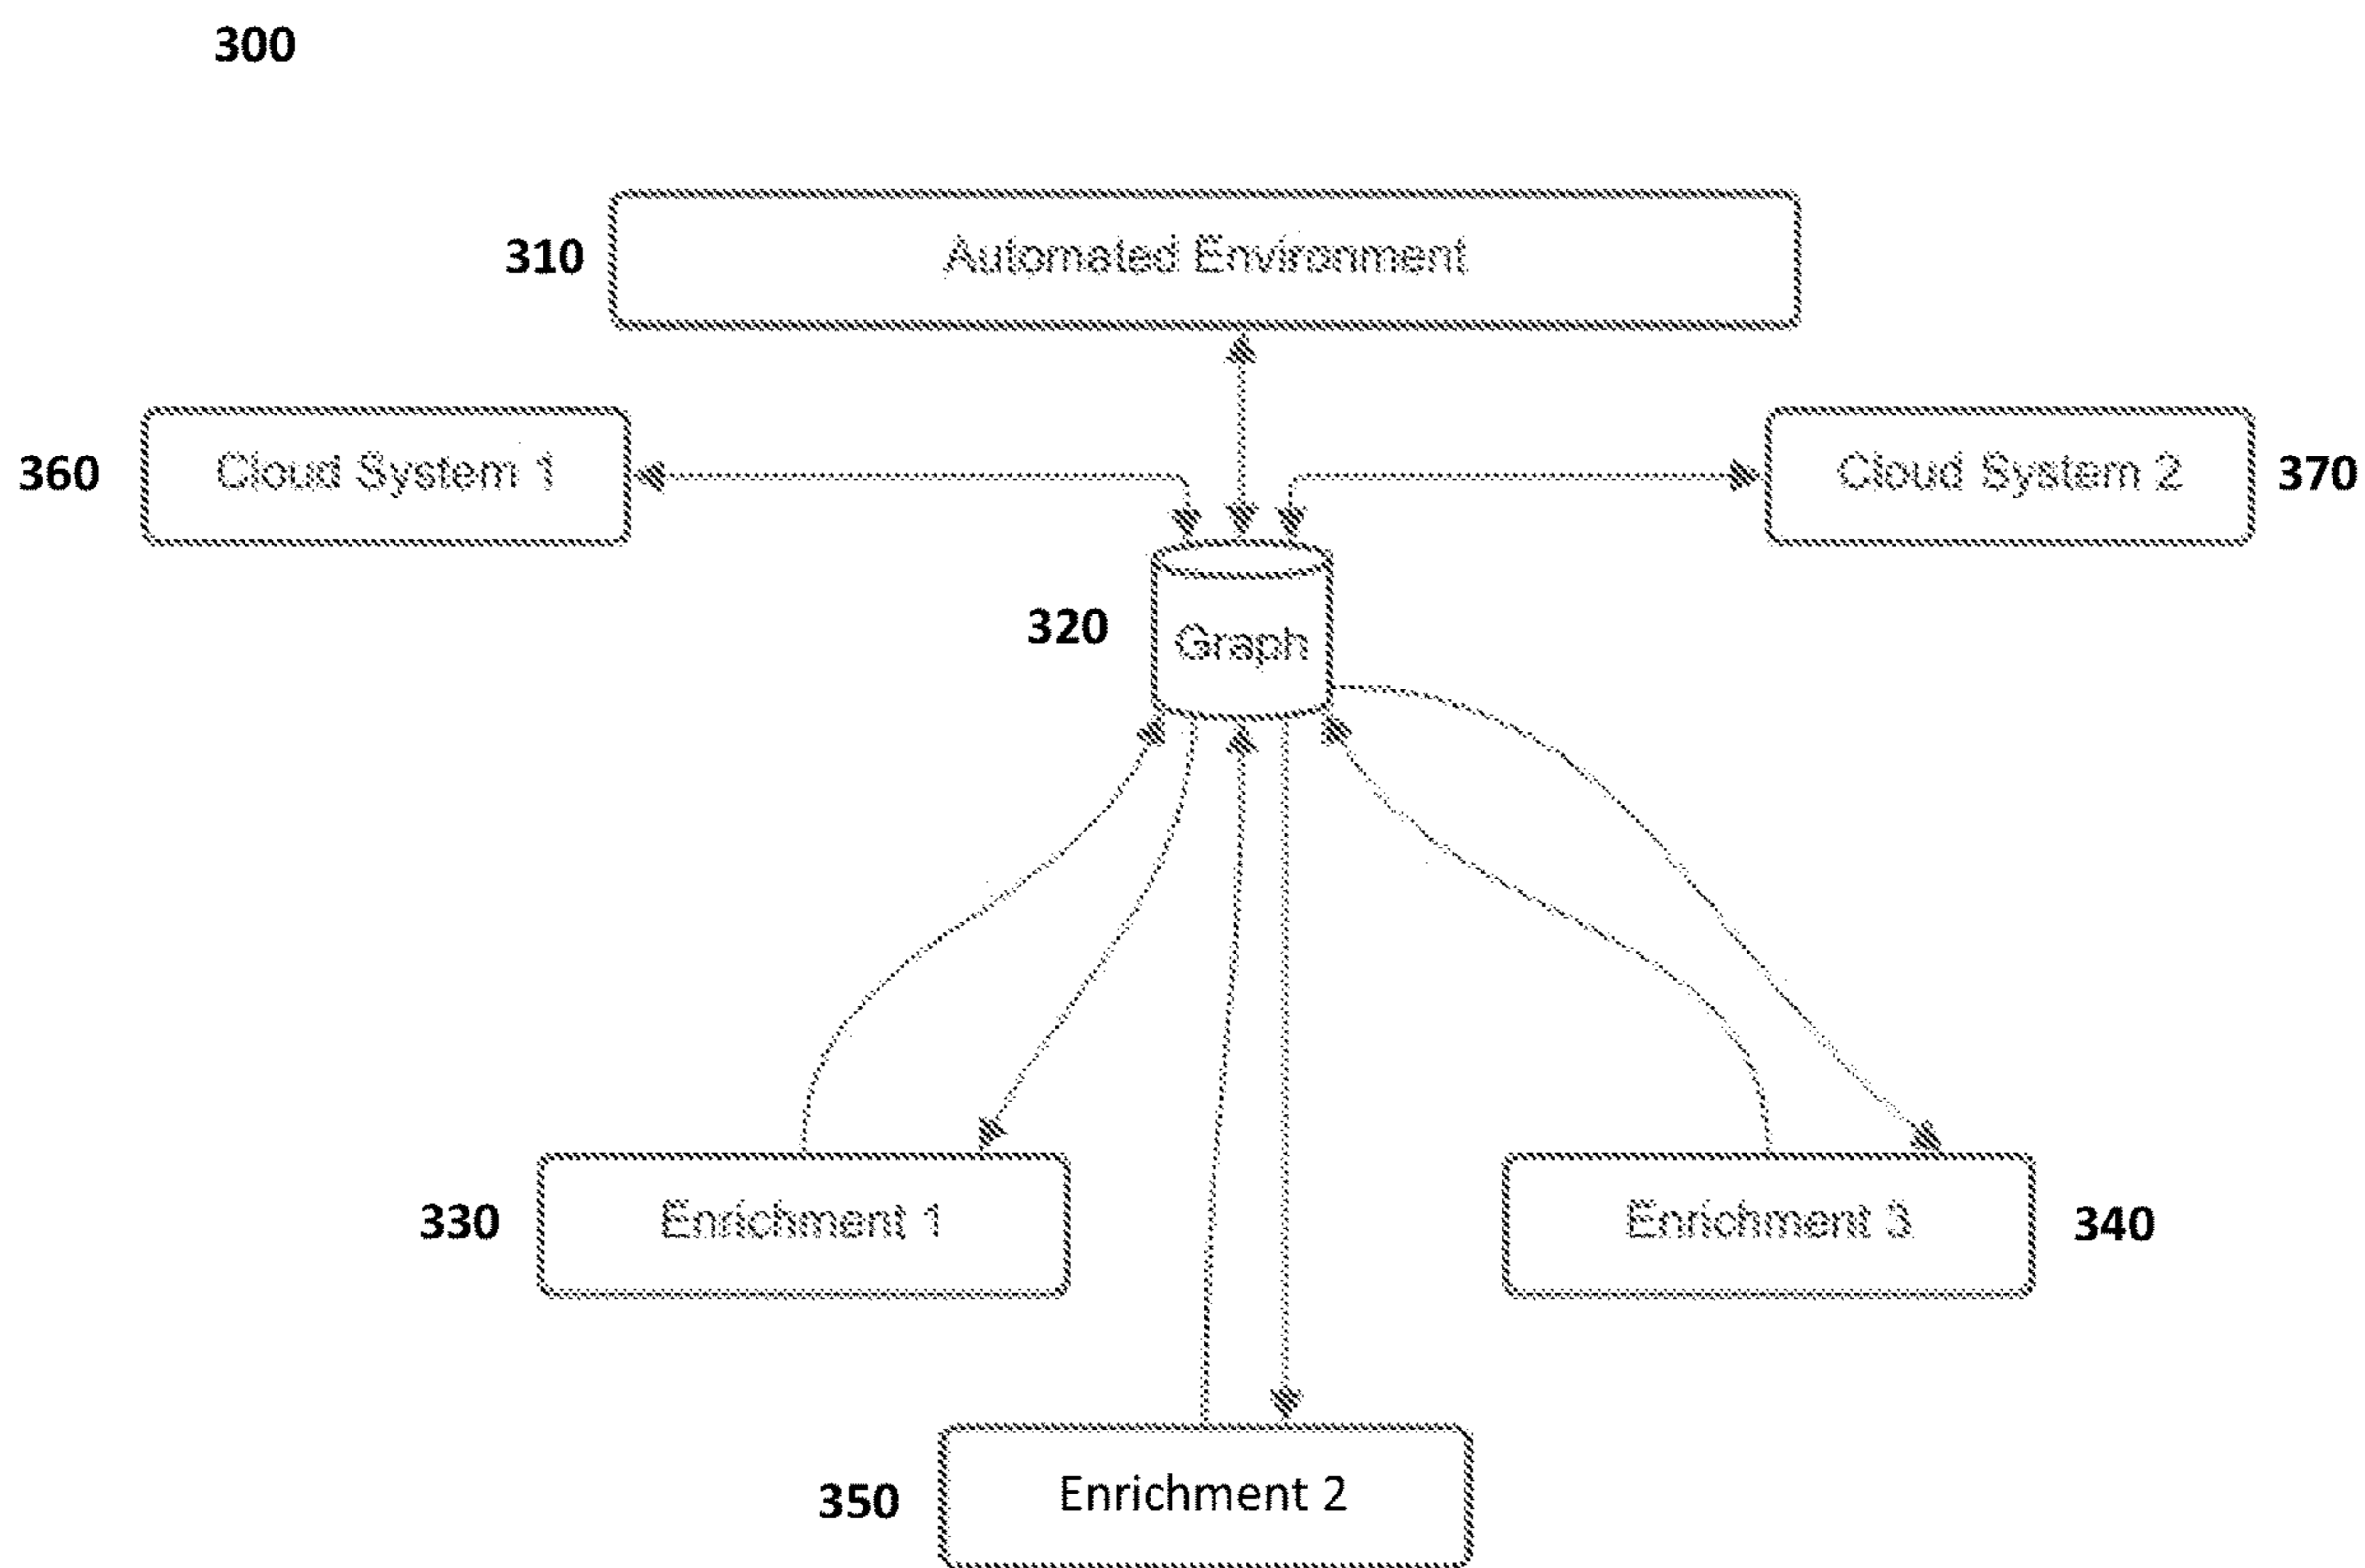 300
310 Automated Environment
360 Cloud System 1
Cloud System 2 370
320 Graph
330 Enrichment 1
Enrichment 3 340
350 Enrichment 2